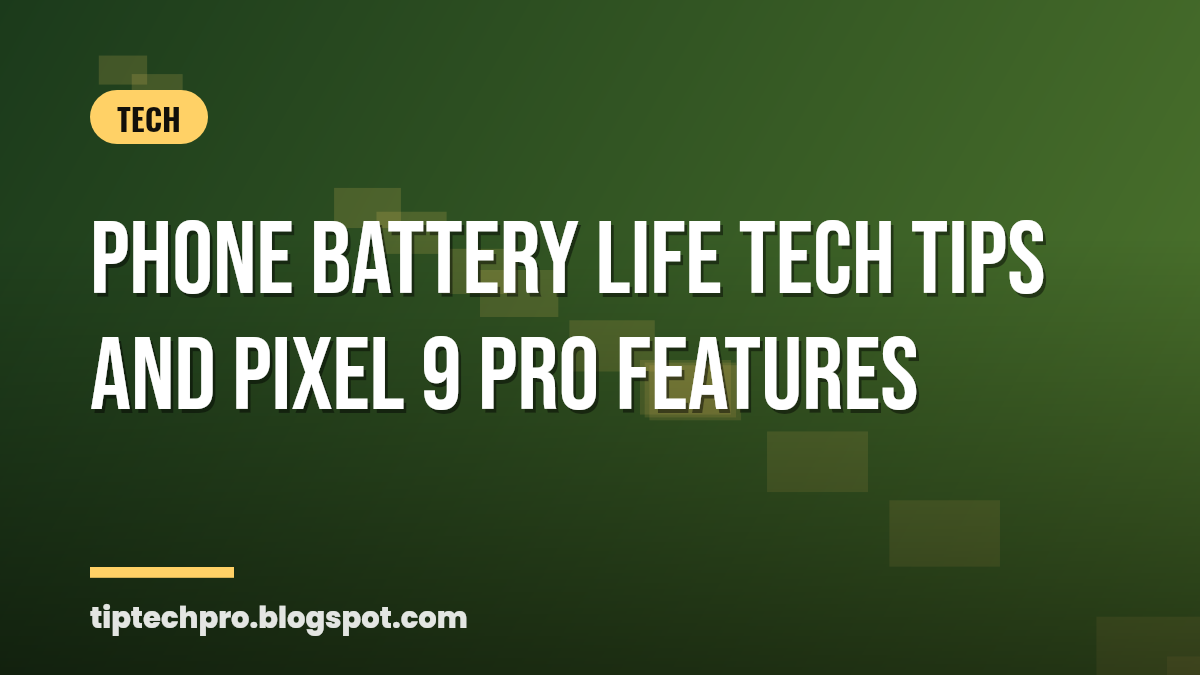 TECH
PHONE BATTERY LIFE TECH TIPS
AND PIXEL 9 PRO FEATURES
tiptechpro.blogspot.com